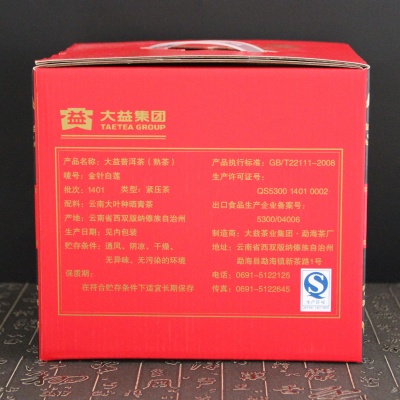 益
大益集团
TAETEA GROUP
产品名称：大益普洱茶（熟茶）
唛号：金针白莲
批次：1401 类型：紧压茶
配料：云南大叶种晒青茶
产地：云南省西双版纳傣族自治州
生产日期：见内包装
贮存条件：通风、阴凉、干燥、
无异味、无污染的环境
保质期：
在符合贮存条件下适宜长期保存
产品执行标准：GB/T22111-2008
生产许可证号：
QS5300 1401 0002
出口食品生产企业备案号：
5300/04006
制造商：大益茶业集团·勐海茶厂
地址：云南省西双版纳傣族自治州
勐海县勐海镇新茶路1号
电话：0691-5122125
传真：0691-5122645
生产许可